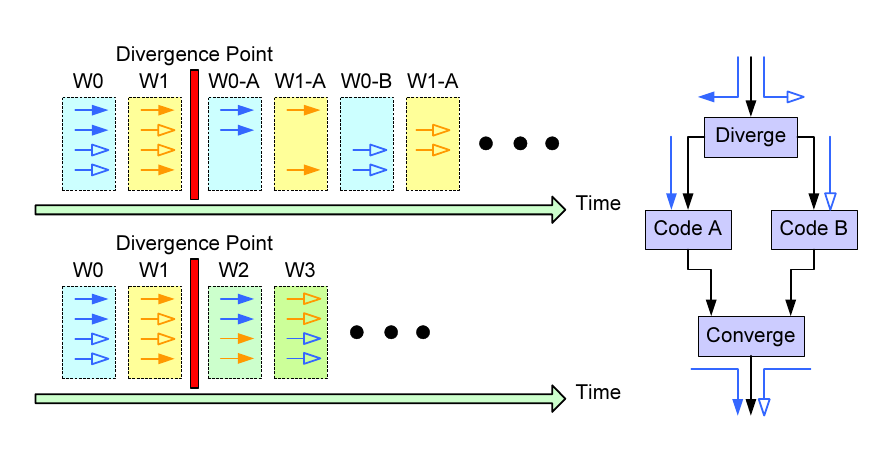 Divergence Point
W0 W1 W0-A W1-A W0-B W1-A
Time
Divergence Point
W0 W1 W2 W3
Time
Diverge
Code A Code B
Converge